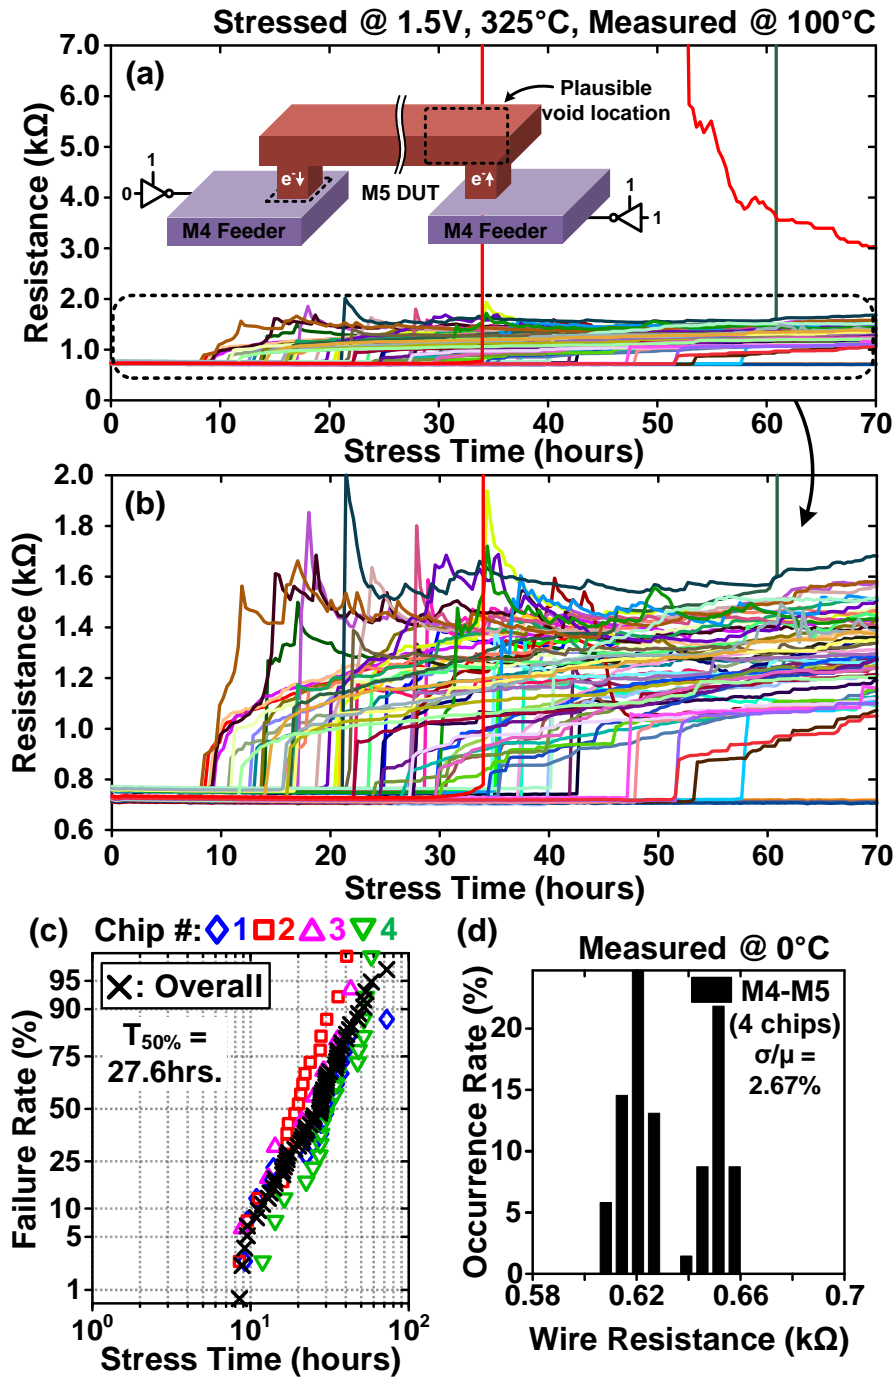 Stressed @ 1.5V, 325°C, Measured @ 100°C
(a)
Plausible
void location
7.0
6.0
5.0
4.0
3.0
2.0
1.0
0
Resistance (kΩ)
1
0
e⁻↓
M5 DUT
e⁻↑
1
1
M4 Feeder
M4 Feeder
0 10 20 30 40 50 60 70
Stress Time (hours)
(b)
2.0
1.8
1.6
1.4
1.2
1.0
0.8
0.6
Resistance (kΩ)
0 10 20 30 40 50 60 70
Stress Time (hours)
(c)
Chip #: 1 2 3 4
X: Overall
T50% =
27.6hrs.
95
90
75
50
25
10
5
1
Failure Rate (%)
10⁰ 10¹ 10²
Stress Time (hours)
(d)
Measured @ 0°C
M4-M5
(4 chips)
σ/μ =
2.67%
20
15
10
5
0
Occurrence Rate (%)
0.58 0.62 0.66 0.7
Wire Resistance (kΩ)